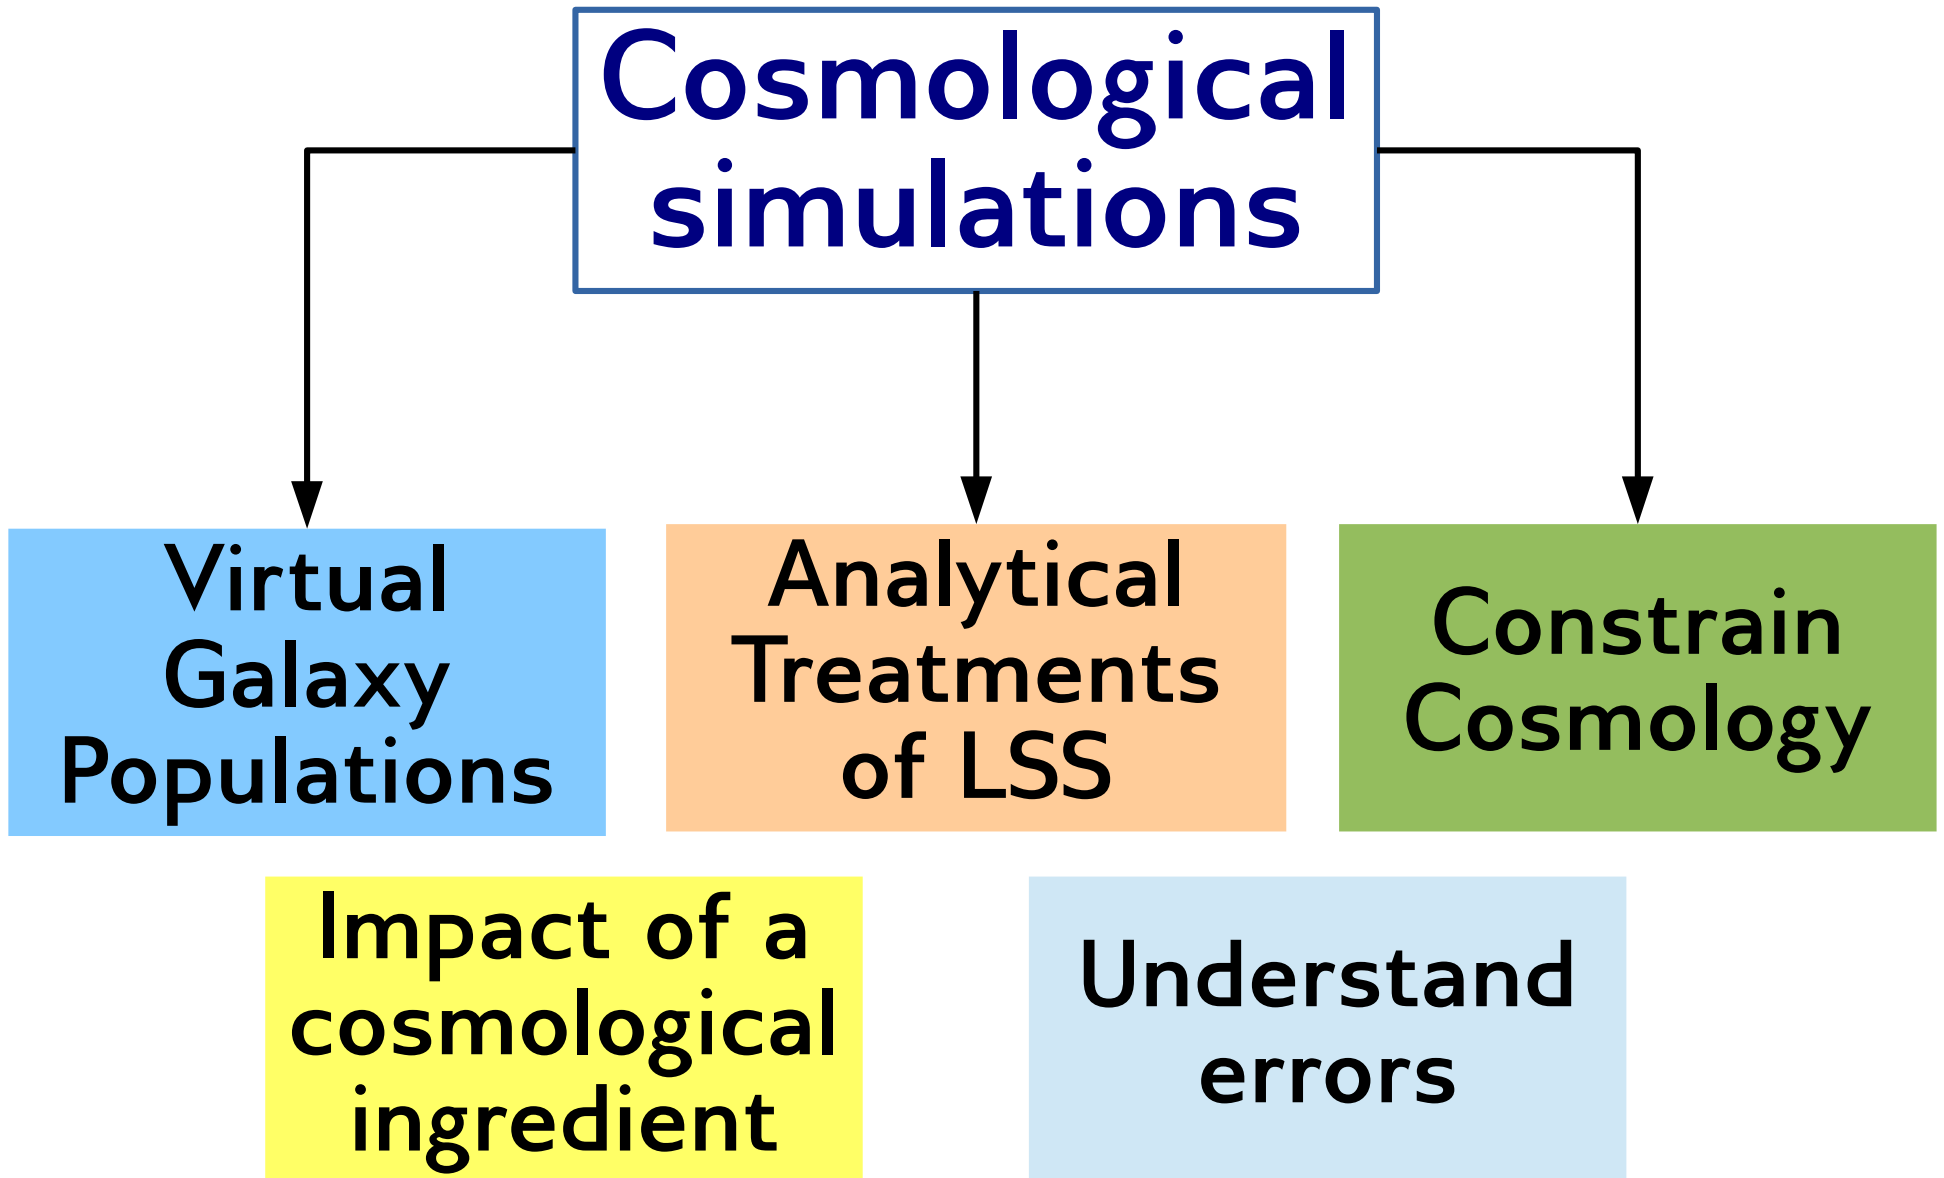 Cosmological
simulations
Virtual
Galaxy
Populations
Analytical
Treatments
of LSS
Constrain
Cosmology
Impact of a
cosmological
ingredient
Understand
errors